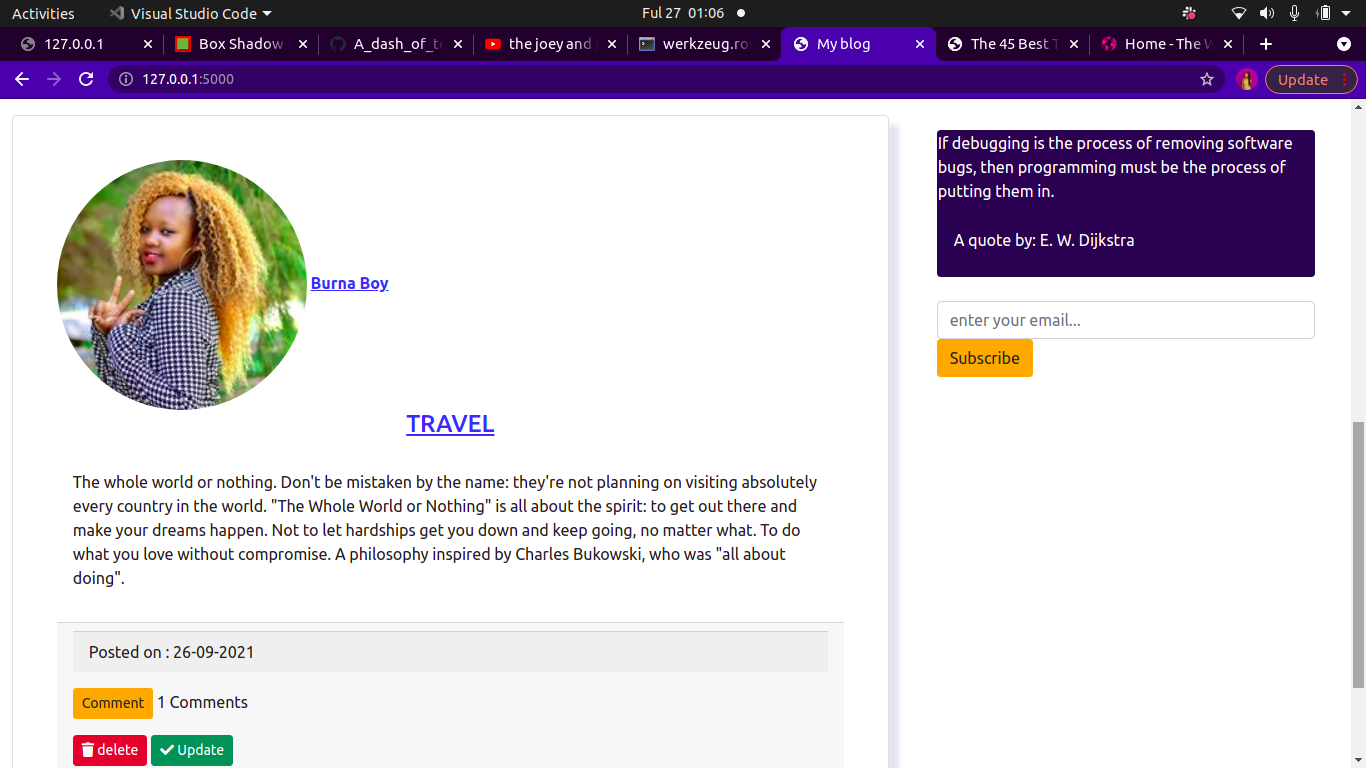 Activities
Visual Studio Code
Ful 27 01:06
127.0.0.1
Box Shadow
A_dash_of_te
the joey and
werkzeug.ro
My blog
The 45 Best T
Home - The W
127.0.0.1:5000
Update
Burna Boy
TRAVEL
The whole world or nothing. Don't be mistaken by the name: they're not planning on visiting absolutely
every country in the world. "The Whole World or Nothing" is all about the spirit: to get out there and
make your dreams happen. Not to let hardships get you down and keep going, no matter what. To do
what you love without compromise. A philosophy inspired by Charles Bukowski, who was "all about
doing".
Posted on : 26-09-2021
Comment 1 Comments
delete Update
If debugging is the process of removing software
bugs, then programming must be the process of
putting them in.
A quote by: E. W. Dijkstra
enter your email...
Subscribe